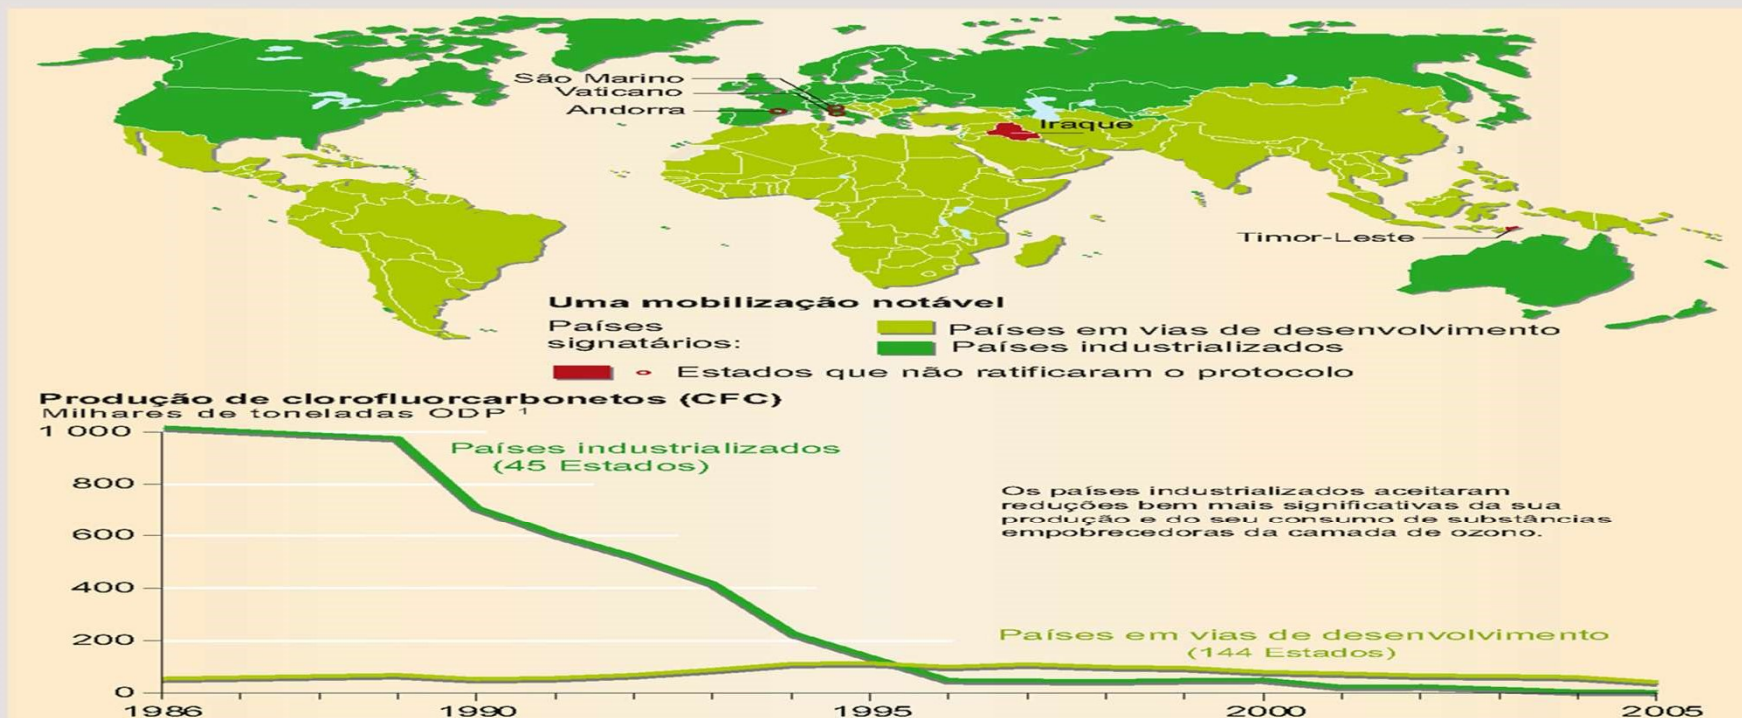 São Marino
Vaticano
Andorra
Iraque
Timor-Leste
Uma mobilização notável
Países
signatários:
Países em vias de desenvolvimento
Países industrializados
Estados que não ratificaram o protocolo
Produção de clorofluorcarbonetos (CFC)
Milhares de toneladas ODP ¹
1 000
Países industrializados
(45 Estados)
800
Os países industrializados aceitaram
reduções bem mais significativas da sua
produção e do seu consumo de substâncias
empobrecedoras da camada de ozono.
600
400
200
Países em vias de desenvolvimento
(144 Estados)
0
1986 1990 1995 2000 2005